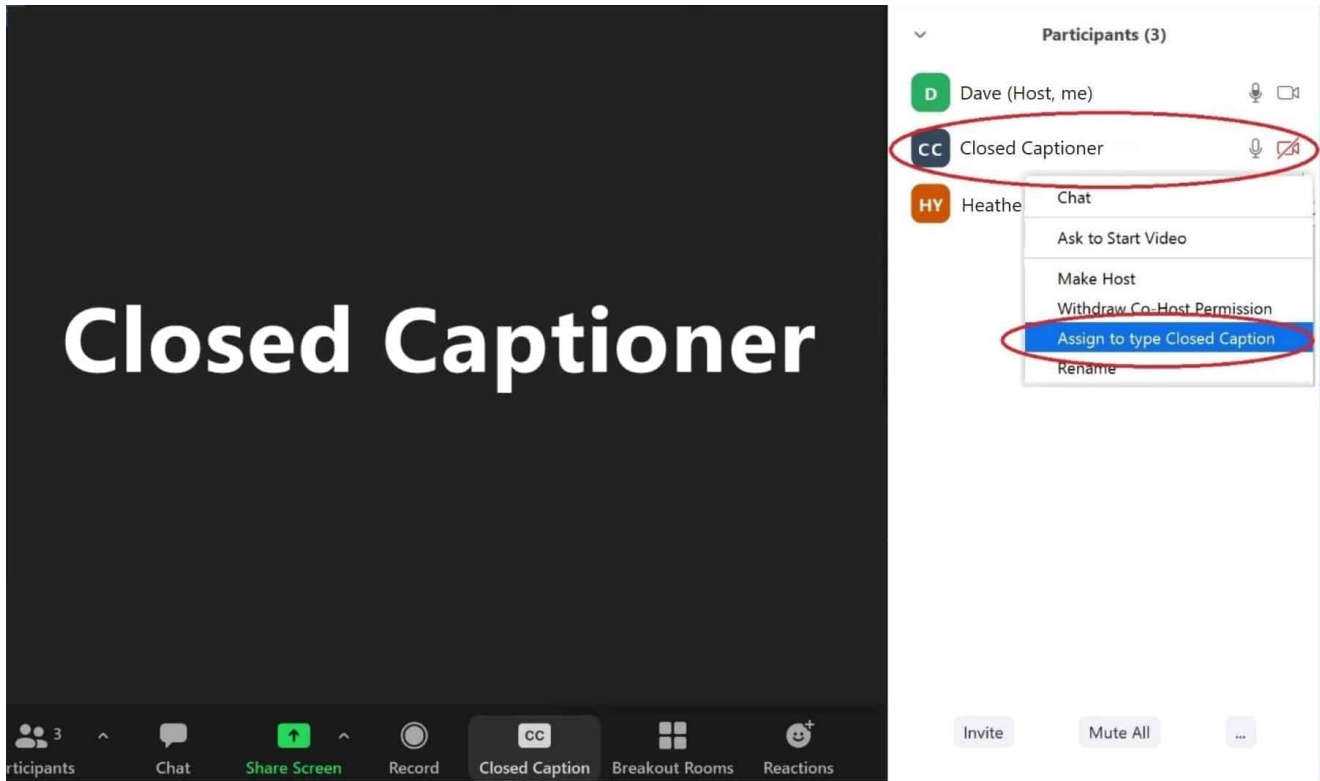 Closed Captioner
Participants (3)
D Dave (Host, me)
CC Closed Captioner
HY Heathe
Chat
Ask to Start Video
Make Host
Withdraw Co-Host Permission
Assign to type Closed Caption
Rename
Invite Mute All ...
3
rticipants Chat Share Screen Record CC Closed Caption Breakout Rooms Reactions